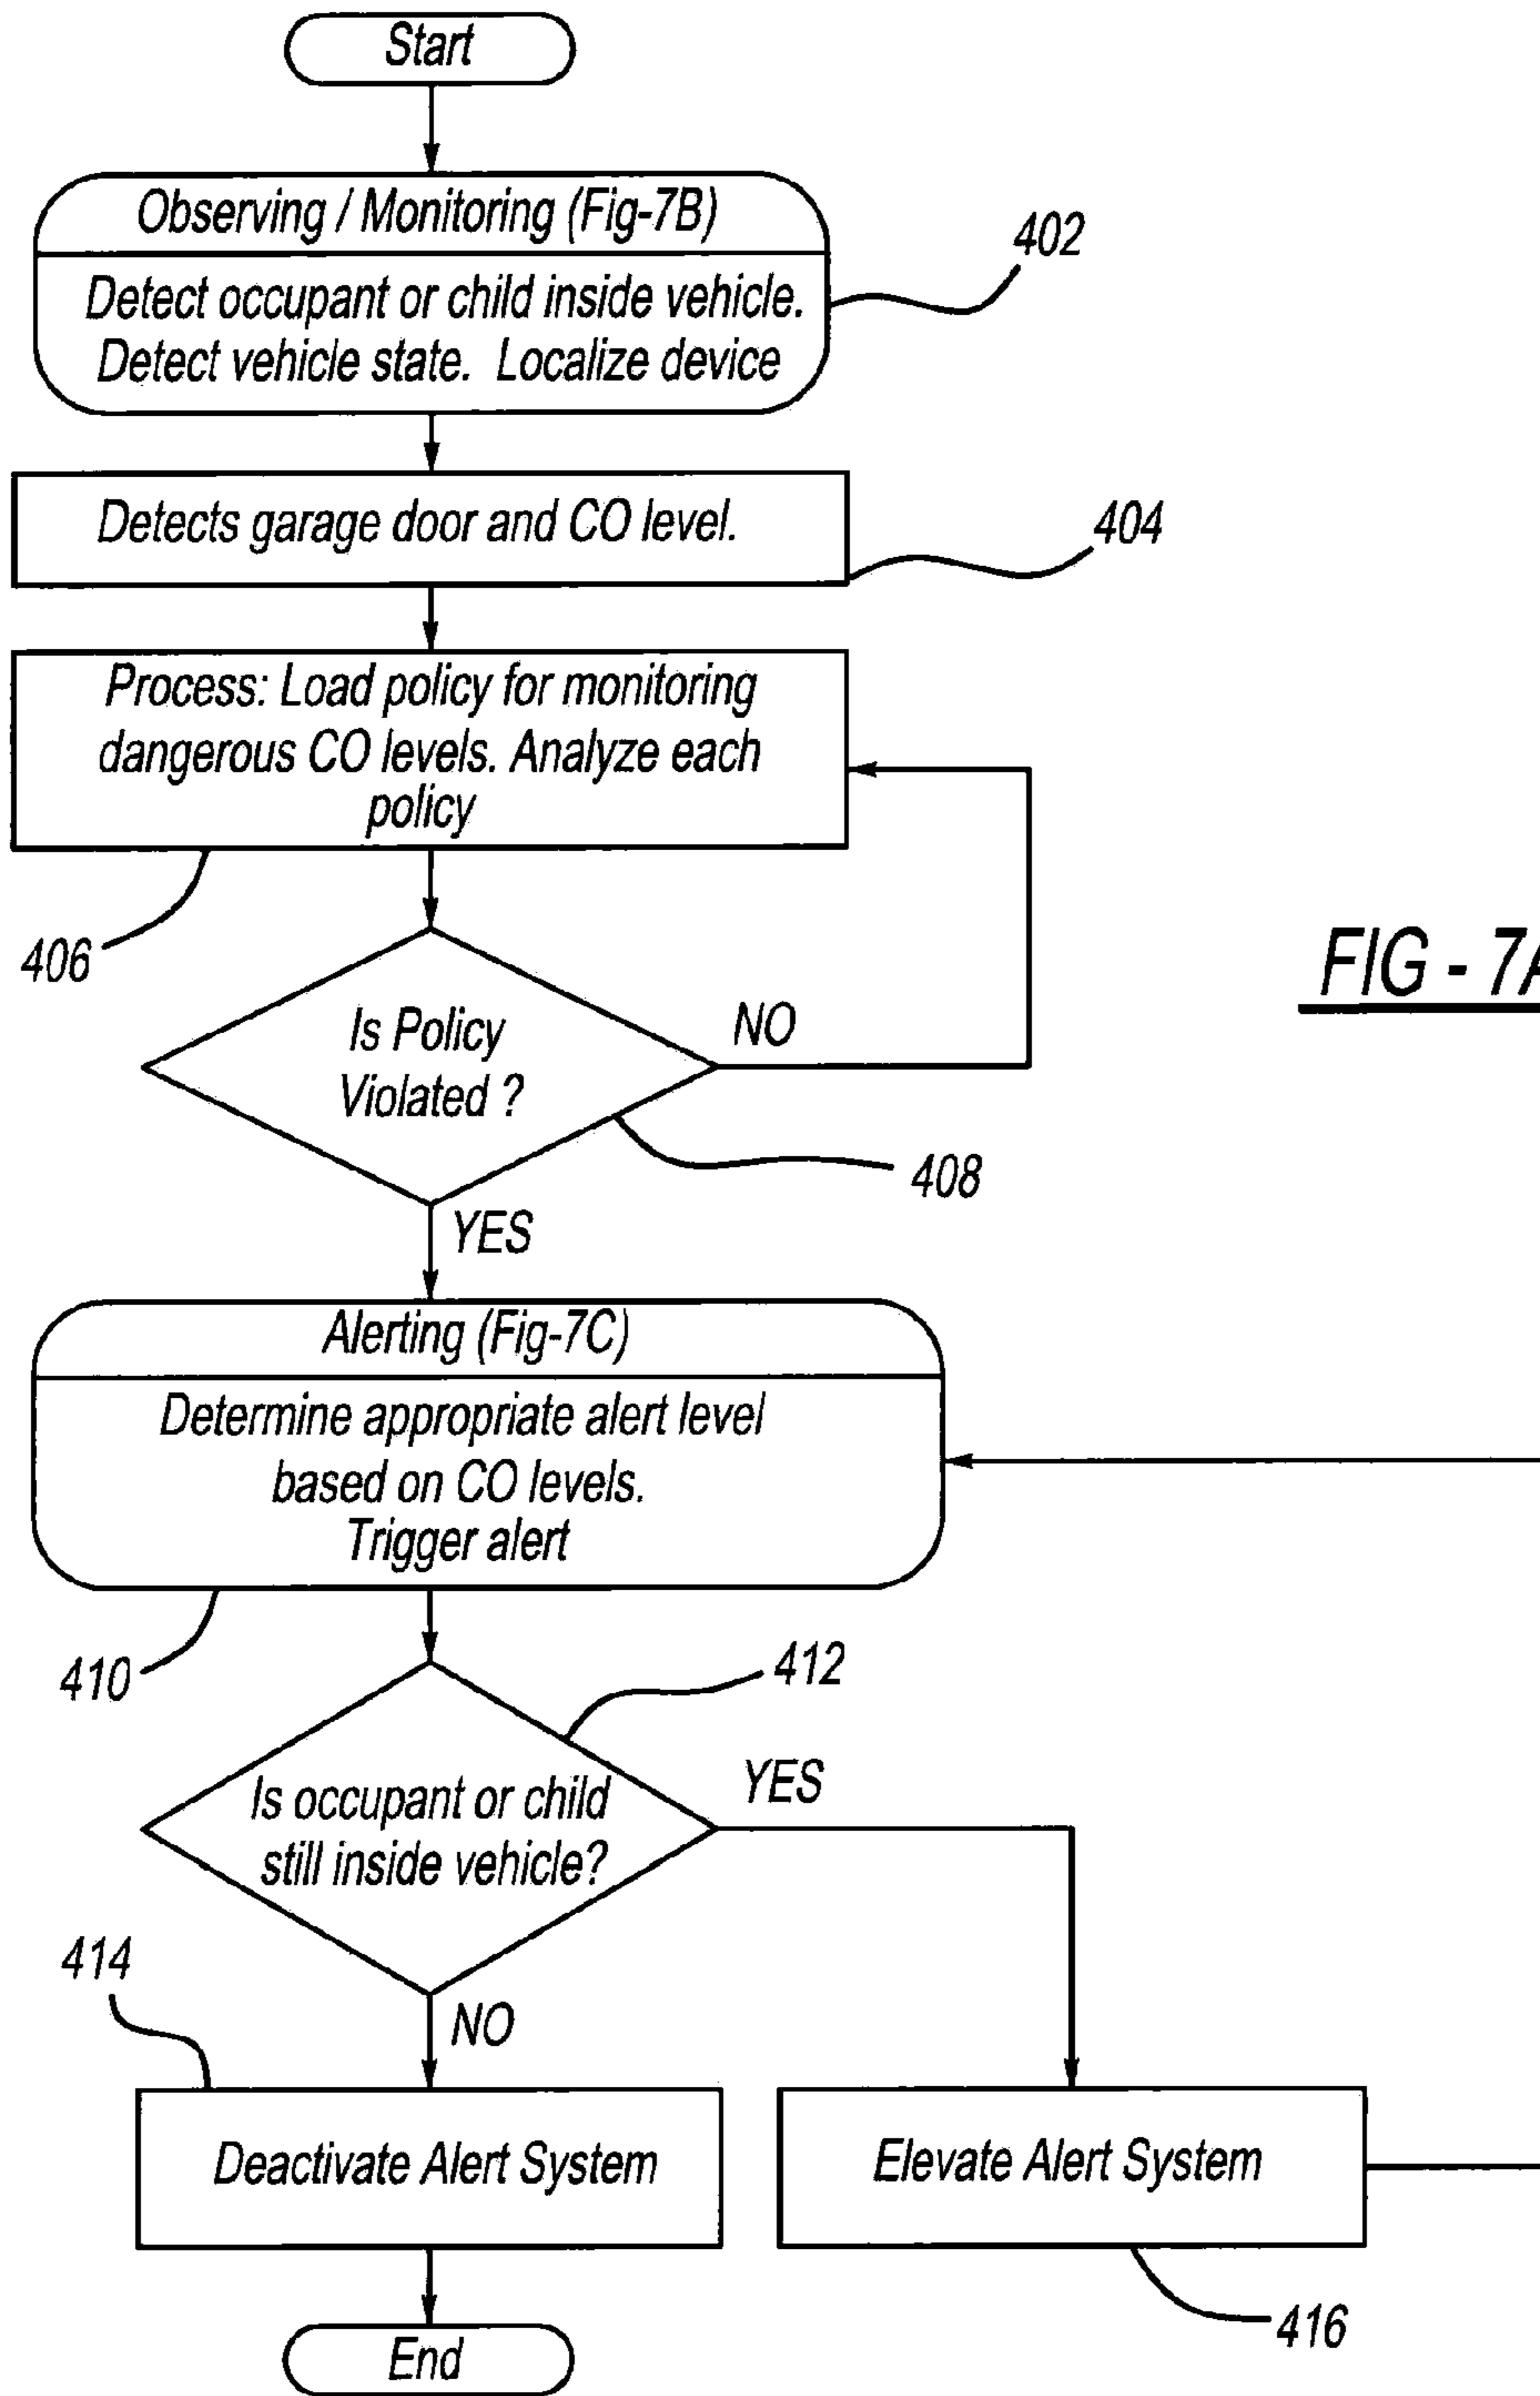 Start
Observing / Monitoring (Fig-7B)
Detect occupant or child inside vehicle.
Detect vehicle state. Localize device
402
Detects garage door and CO level.
404
Process: Load policy for monitoring
dangerous CO levels. Analyze each
policy
406
FIG - 7A
Is Policy
Violated ?
NO
408
YES
Alerting (Fig-7C)
Determine appropriate alert level
based on CO levels.
Trigger alert
410
412
Is occupant or child
still inside vehicle?
YES
414
NO
Deactivate Alert System
Elevate Alert System
416
End